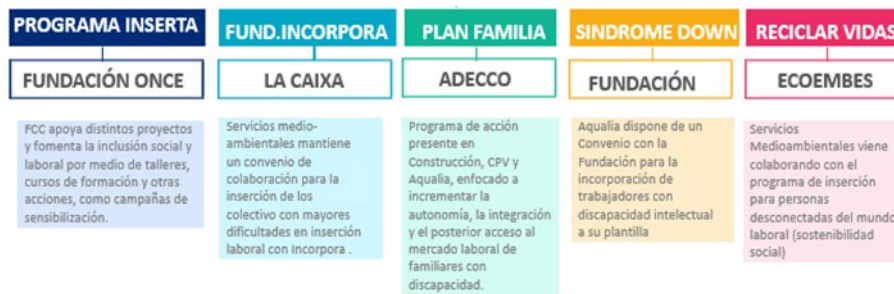 PROGRAMA INSERTA
FUNDACIÓN ONCE
FCC apoya distintos proyectos
y fomenta la inclusión social y
laboral por medio de talleres,
cursos de formación y otras
acciones, como campañas de
sensibilización.
FUND.INCORPORA
LA CAIXA
Servicios medio-
ambientales mantiene
un convenio de
colaboración para la
inserción de los
colectivo con mayores
dificultades en inserción
laboral con Incorpora .
PLAN FAMILIA
ADECCO
Programa de acción
presente en
Construcción, CPV y
Aqualia, enfocado a
incrementar la
autonomía, la integración
y el posterior acceso al
mercado laboral de
familiares con
discapacidad.
SINDROME DOWN
FUNDACIÓN
Aqualia dispone de un
Convenio con la
Fundación para la
incorporación de
trabajadores con
discapacidad intelectual
a su plantilla
RECICLAR VIDAS
ECOEMBES
Servicios
Medioambientales viene
colaborando con el
programa de inserción
para personas
desconectadas del mundo
laboral (sostenibilidad
social)